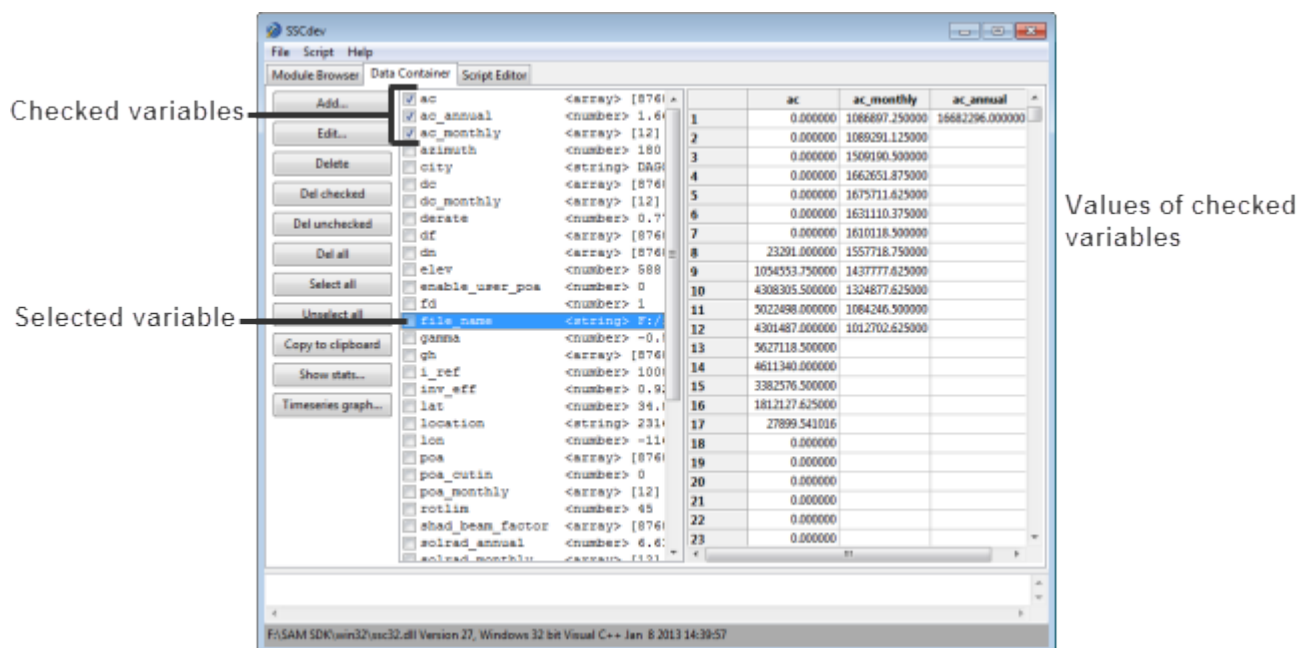 SSCdev
File Script Help
Module Browser Data Container Script Editor
Checked variables
Selected variable
Values of checked
variables
Add...
Edit...
Delete
Del checked
Del unchecked
Del all
Select all
Unselect all
Copy to clipboard
Show stats...
Timeseries graph...
ac <array> [876
ac_annual <number> 1.6
ac_monthly <array> [12]
azimuth <number> 180
city <string> DAG
dc <array> [876
dc_monthly <array> [12]
derate <number> 0.7
df <array> [876
dn <array> [876
elev <number> 588
enable_user_poa <number> 0
fd <number> 1
file_name <string> F:/
gamma <number> -0.
gh <array> [876
i_ref <number> 100
inv_eff <number> 0.92
lat <number> 34.
location <string> 231
lon <number> -11
poa <array> [876
poa_cutin <number> 0
poa_monthly <array> [12]
rotlim <number> 45
shad_beam_factor <array> [876
solrad_annual <number> 6.6
solrad_monthly <array> [12]
ac ac_monthly ac_annual
1 0.000000 1086897.250000 16682296.000000
2 0.000000 1089291.125000
3 0.000000 1509190.500000
4 0.000000 1662651.875000
5 0.000000 1675711.625000
6 0.000000 1631110.375000
7 0.000000 1610118.500000
8 23291.000000 1557718.750000
9 1054553.750000 1437777.625000
10 4308305.500000 1324877.625000
11 5022498.000000 1084246.500000
12 4301487.000000 1012702.625000
13 5627118.500000
14 4611340.000000
15 3382576.500000
16 1812127.625000
17 27899.541016
18 0.000000
19 0.000000
20 0.000000
21 0.000000
22 0.000000
23 0.000000
F:\SAM SDK\win32\ssc32.dll Version 27, Windows 32 bit Visual C++ Jan 8 2013 14:39:57